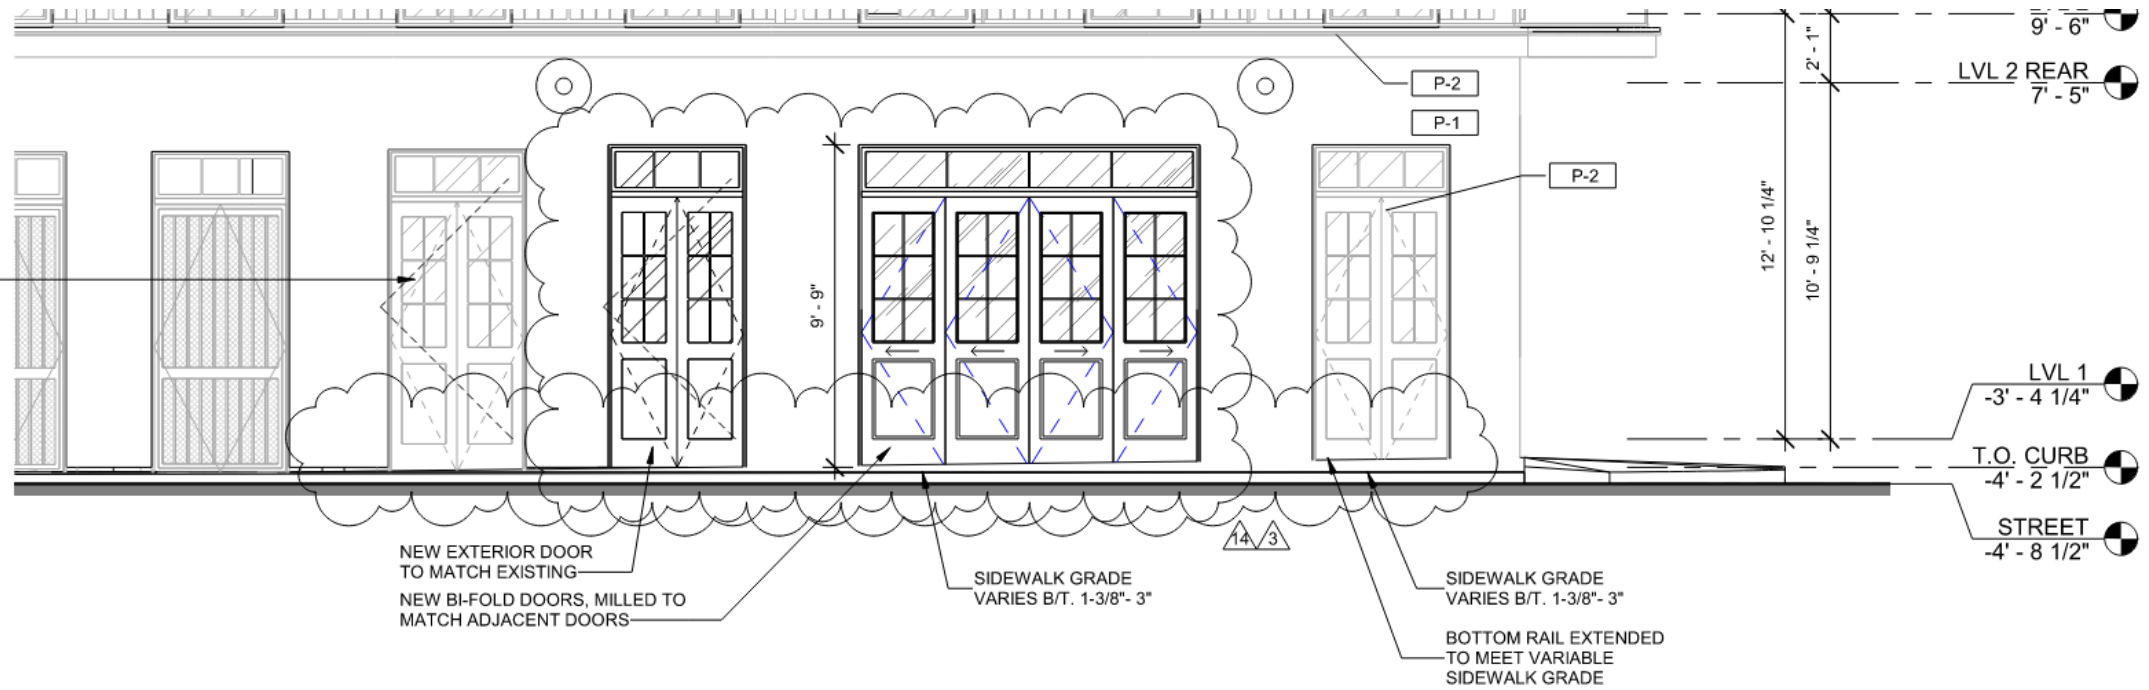 9' - 6"
2' - 1"
P-2
LVL 2 REAR
7' - 5"
P-1
P-2
12' - 10 1/4"
10' - 9 1/4"
9' - 9"
LVL 1
-3' - 4 1/4"
T.O. CURB
-4' - 2 1/2"
STREET
-4' - 8 1/2"
14
3
NEW EXTERIOR DOOR
TO MATCH EXISTING
NEW BI-FOLD DOORS, MILLED TO
MATCH ADJACENT DOORS
SIDEWALK GRADE
VARIES B/T. 1-3/8"- 3"
SIDEWALK GRADE
VARIES B/T. 1-3/8"- 3"
BOTTOM RAIL EXTENDED
TO MEET VARIABLE
SIDEWALK GRADE